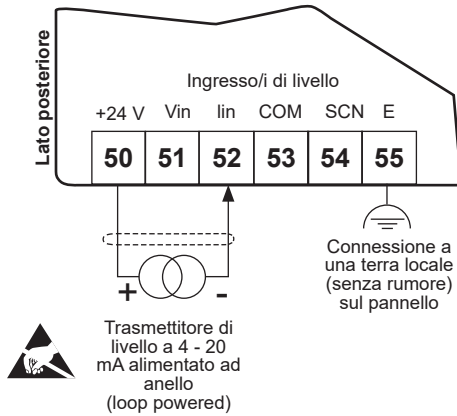 Lato posteriore
Ingresso/i di livello
+24 V Vin Iin COM SCN E
50 51 52 53 54 55
+ -
Connessione a
una terra locale
(senza rumore)
sul pannello
Trasmettitore di
livello a 4 - 20
mA alimentato ad
anello
(loop powered)